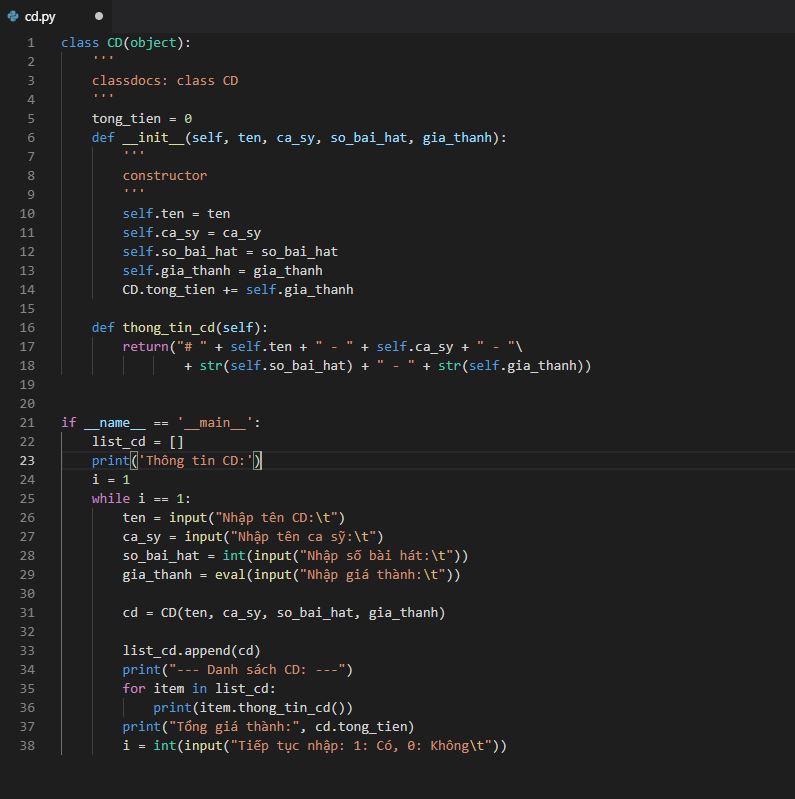 cd.py
1 class CD(object):
2     '''
3     classdocs: class CD
4     '''
5     tong_tien = 0
6     def __init__(self, ten, ca_sy, so_bai_hat, gia_thanh):
7         '''
8         constructor
9         '''
10         self.ten = ten
11         self.ca_sy = ca_sy
12         self.so_bai_hat = so_bai_hat
13         self.gia_thanh = gia_thanh
14         CD.tong_tien += self.gia_thanh
15
16     def thong_tin_cd(self):
17         return("# " + self.ten + " - " + self.ca_sy + " - "\
18                 + str(self.so_bai_hat) + " - " + str(self.gia_thanh))
19
20
21 if __name__ == '__main__':
22     list_cd = []
23     print('Thông tin CD:')
24     i = 1
25     while i == 1:
26         ten = input("Nhập tên CD:\t")
27         ca_sy = input("Nhập tên ca sỹ:\t")
28         so_bai_hat = int(input("Nhập số bài hát:\t"))
29         gia_thanh = eval(input("Nhập giá thành:\t"))
30
31         cd = CD(ten, ca_sy, so_bai_hat, gia_thanh)
32
33         list_cd.append(cd)
34         print("--- Danh sách CD: ---")
35         for item in list_cd:
36             print(item.thong_tin_cd())
37         print("Tổng giá thành:", cd.tong_tien)
38         i = int(input("Tiếp tục nhập: 1: Có, 0: Không\t"))